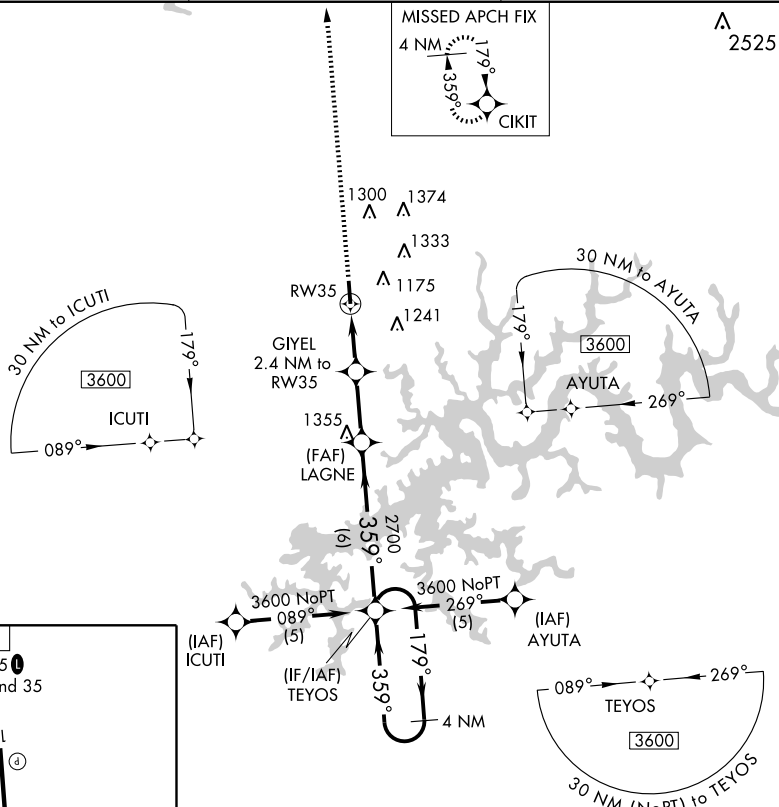 MISSED APCH FIX
4 NM
179°
359°
CIKIT
2525
1300
1374
1333
1175
1241
RW35
GIYEL
2.4 NM to
RW35
1355
(FAF)
LAGNE
30 NM to ICUTI
179°
3600
ICUTI
089°
30 NM to AYUTA
179°
3600
AYUTA
269°
2700
359°
(6)
3600 NoPT
089°
(5)
(IAF)
ICUTI
3600 NoPT
269°
(5)
(IAF)
AYUTA
(IF/IAF)
TEYOS
359°
179°
4 NM
089°
269°
TEYOS
3600
30 NM (NoPT) to TEYOS
5 L
nd 35
P